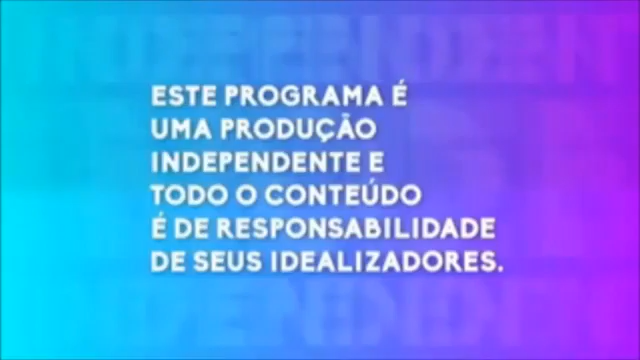 ESTE PROGRAMA É
UMA PRODUÇÃO
INDEPENDENTE E
TODO O CONTEÚDO
É DE RESPONSABILIDADE
DE SEUS IDEALIZADORES.